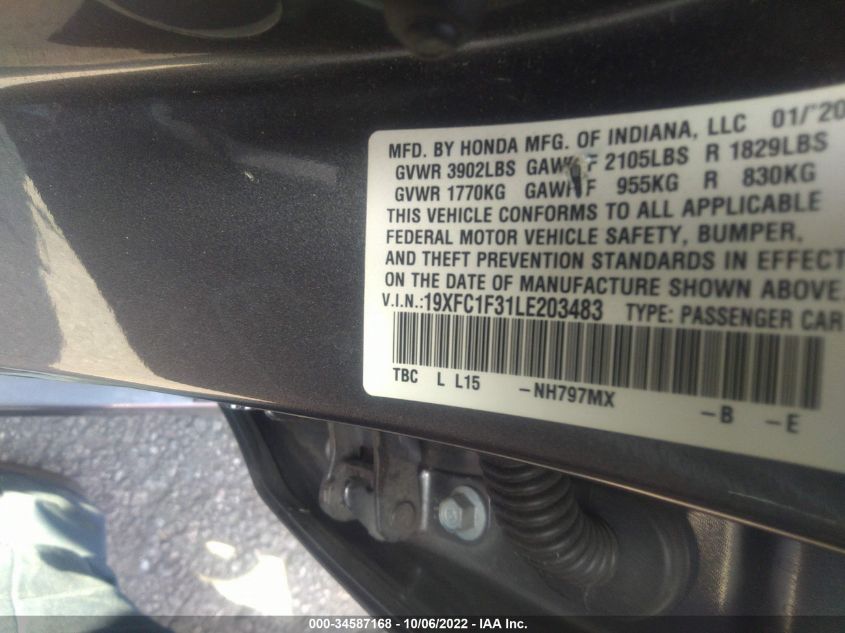 MFD. BY HONDA MFG. OF INDIANA, LLC 01/20
GVWR 3902LBS GAWR F 2105LBS R 1829LBS
GVWR 1770KG GAWR F 955KG R 830KG
THIS VEHICLE CONFORMS TO ALL APPLICABLE
FEDERAL MOTOR VEHICLE SAFETY, BUMPER,
AND THEFT PREVENTION STANDARDS IN EFFECT
ON THE DATE OF MANUFACTURE SHOWN ABOVE
V.I.N.:19XFC1F31LE203483 TYPE: PASSENGER CAR
TBC L L15 -NH797MX -B -E
000-34587168 - 10/06/2022 - IAA Inc.